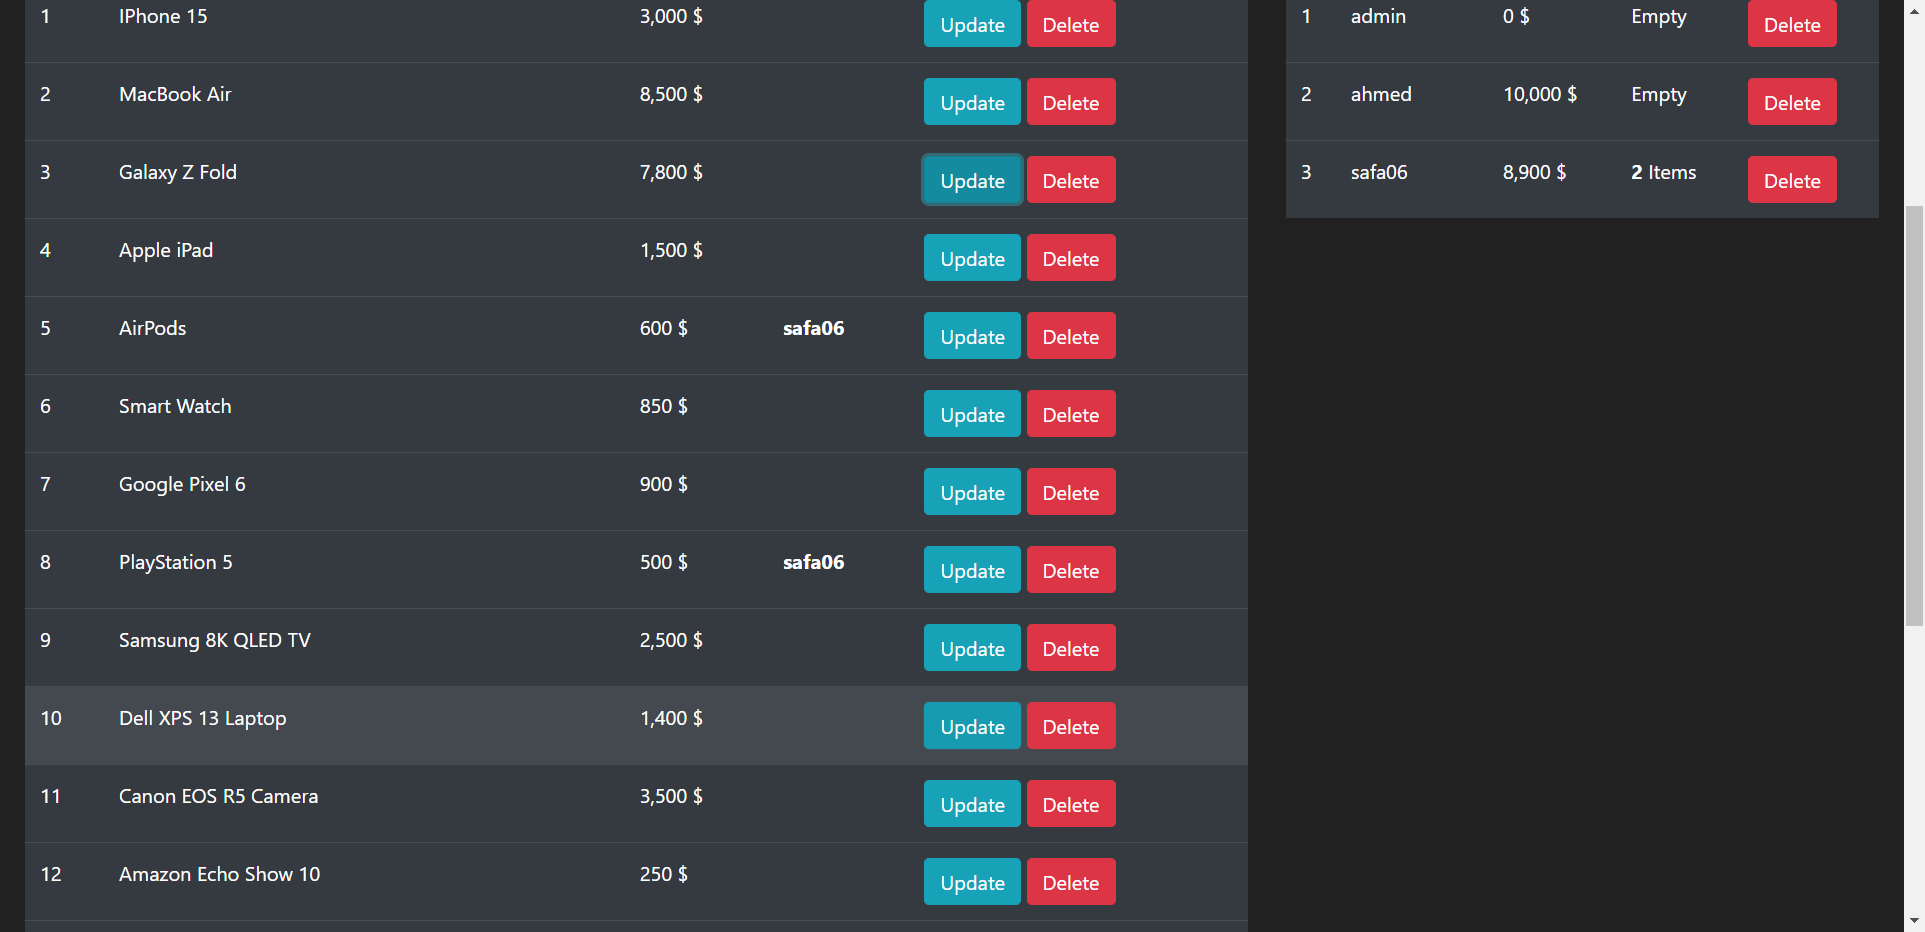 1 IPhone 15 3,000 $ Update Delete
2 MacBook Air 8,500 $ Update Delete
3 Galaxy Z Fold 7,800 $ Update Delete
4 Apple iPad 1,500 $ Update Delete
5 AirPods 600 $ safa06 Update Delete
6 Smart Watch 850 $ Update Delete
7 Google Pixel 6 900 $ Update Delete
8 PlayStation 5 500 $ safa06 Update Delete
9 Samsung 8K QLED TV 2,500 $ Update Delete
10 Dell XPS 13 Laptop 1,400 $ Update Delete
11 Canon EOS R5 Camera 3,500 $ Update Delete
12 Amazon Echo Show 10 250 $ Update Delete
1 admin 0 $ Empty Delete
2 ahmed 10,000 $ Empty Delete
3 safa06 8,900 $ 2 Items Delete